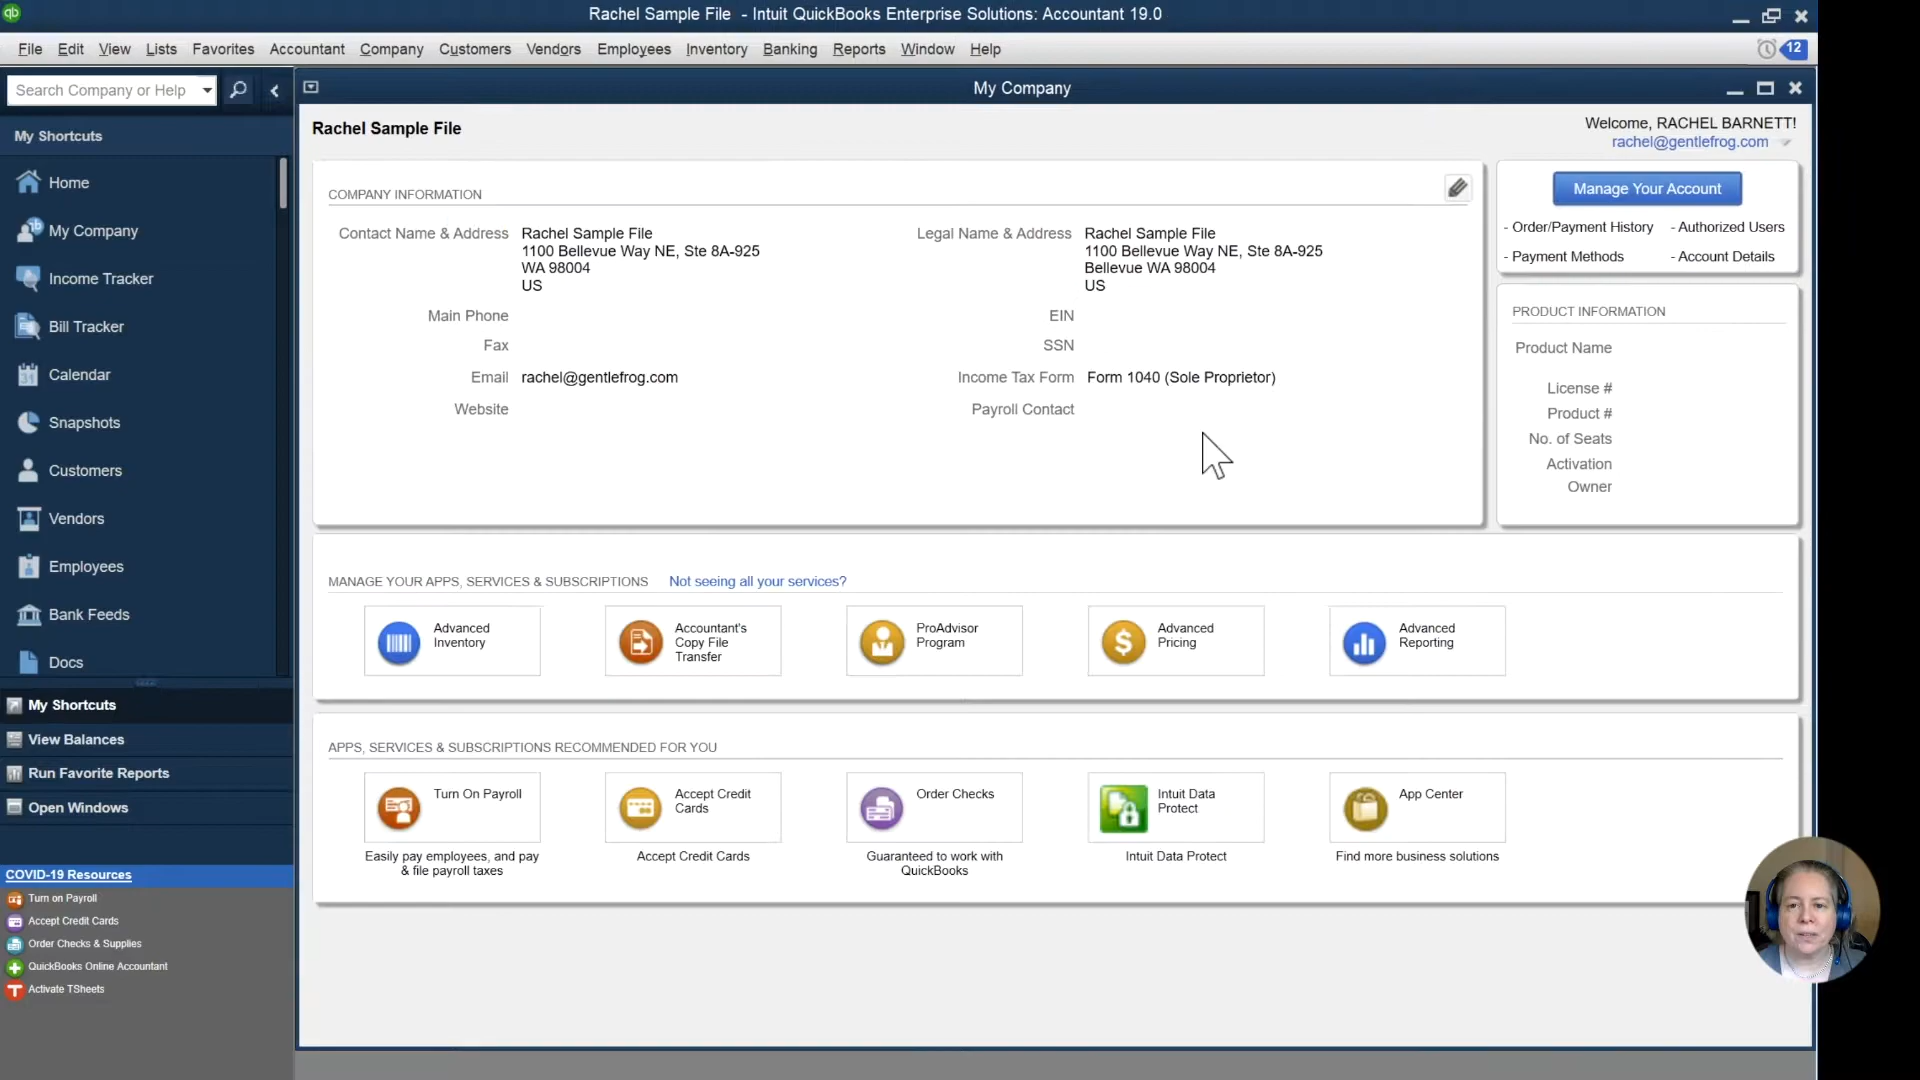 qb
Rachel Sample File - Intuit QuickBooks Enterprise Solutions: Accountant 19.0
File Edit View Lists Favorites Accountant Company Customers Vendors Employees Inventory Banking Reports Window Help
12
Search Company or Help
My Company
My Shortcuts
Home
My Company
Income Tracker
Bill Tracker
Calendar
Snapshots
Customers
Vendors
Employees
Bank Feeds
Docs
My Shortcuts
View Balances
Run Favorite Reports
Open Windows
COVID-19 Resources
Turn on Payroll
Accept Credit Cards
Order Checks & Supplies
QuickBooks Online Accountant
Activate TSheets
Rachel Sample File
Welcome, RACHEL BARNETT!
rachel@gentlefrog.com
COMPANY INFORMATION
Contact Name & Address Rachel Sample File
1100 Bellevue Way NE, Ste 8A-925
WA 98004
US
Main Phone
Fax
Email rachel@gentlefrog.com
Website
Legal Name & Address Rachel Sample File
1100 Bellevue Way NE, Ste 8A-925
Bellevue WA 98004
US
EIN
SSN
Income Tax Form Form 1040 (Sole Proprietor)
Payroll Contact
Manage Your Account
- Order/Payment History - Authorized Users
- Payment Methods - Account Details
PRODUCT INFORMATION
Product Name
License #
Product #
No. of Seats
Activation
Owner
MANAGE YOUR APPS, SERVICES & SUBSCRIPTIONS Not seeing all your services?
Advanced
Inventory
Accountant's
Copy File
Transfer
ProAdvisor
Program
Advanced
Pricing
Advanced
Reporting
APPS, SERVICES & SUBSCRIPTIONS RECOMMENDED FOR YOU
Turn On Payroll
Easily pay employees, and pay
& file payroll taxes
Accept Credit
Cards
Accept Credit Cards
Order Checks
Guaranteed to work with
QuickBooks
Intuit Data
Protect
Intuit Data Protect
App Center
Find more business solutions